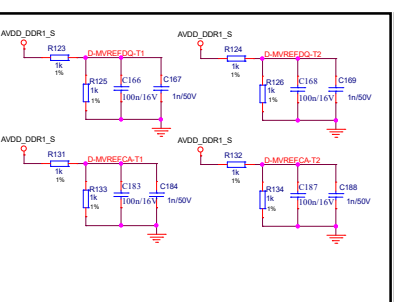 AVDD_DDR1_S
R123
1k
1%
D-MVREFDQ-T1
R125
1k
1%
C166
100n/16V
C167
1n/50V
AVDD_DDR1_S
R124
1k
1%
D-MVREFDQ-T2
R126
1k
1%
C168
100n/16V
C169
1n/50V
AVDD_DDR1_S
R131
1k
1%
D-MVREFCA-T1
R133
1k
1%
C183
100n/16V
C184
1n/50V
AVDD_DDR1_S
R132
1k
1%
D-MVREFCA-T2
R134
1k
1%
C187
100n/16V
C188
1n/50V